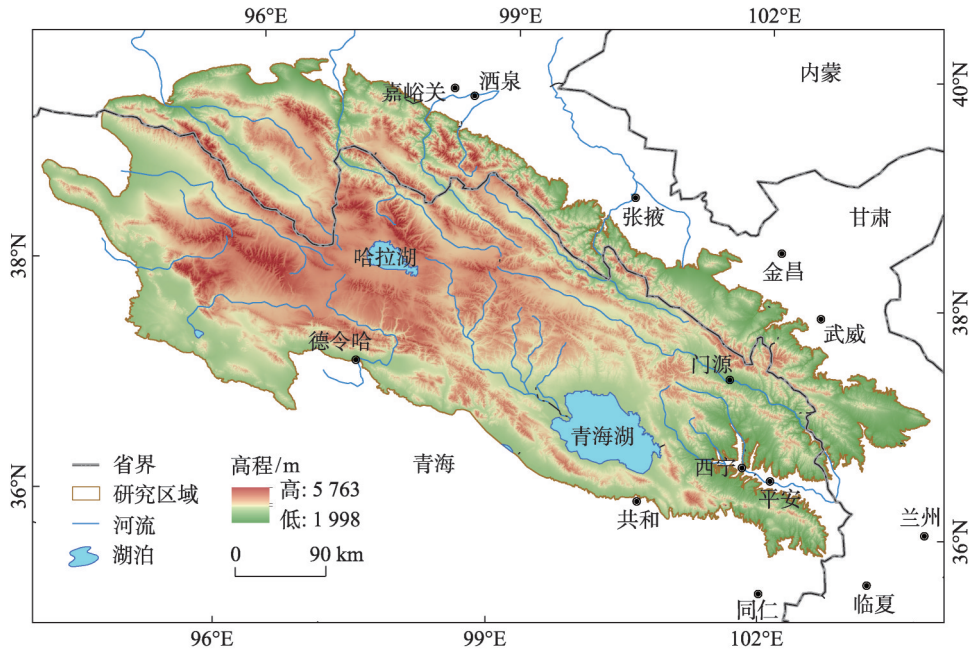 96°E
99°E
102°E
40°N
38°N
36°N
38°N
36°N
96°E
99°E
102°E
内蒙
嘉峪关
洒泉
张掖
甘肃
金昌
哈拉湖
武威
德令哈
门源
青海湖
青海
西宁
平安
共和
兰州
同仁
临夏
省界
研究区域
河流
湖泊
高程/m
高: 5 763
低: 1 998
0 90 km